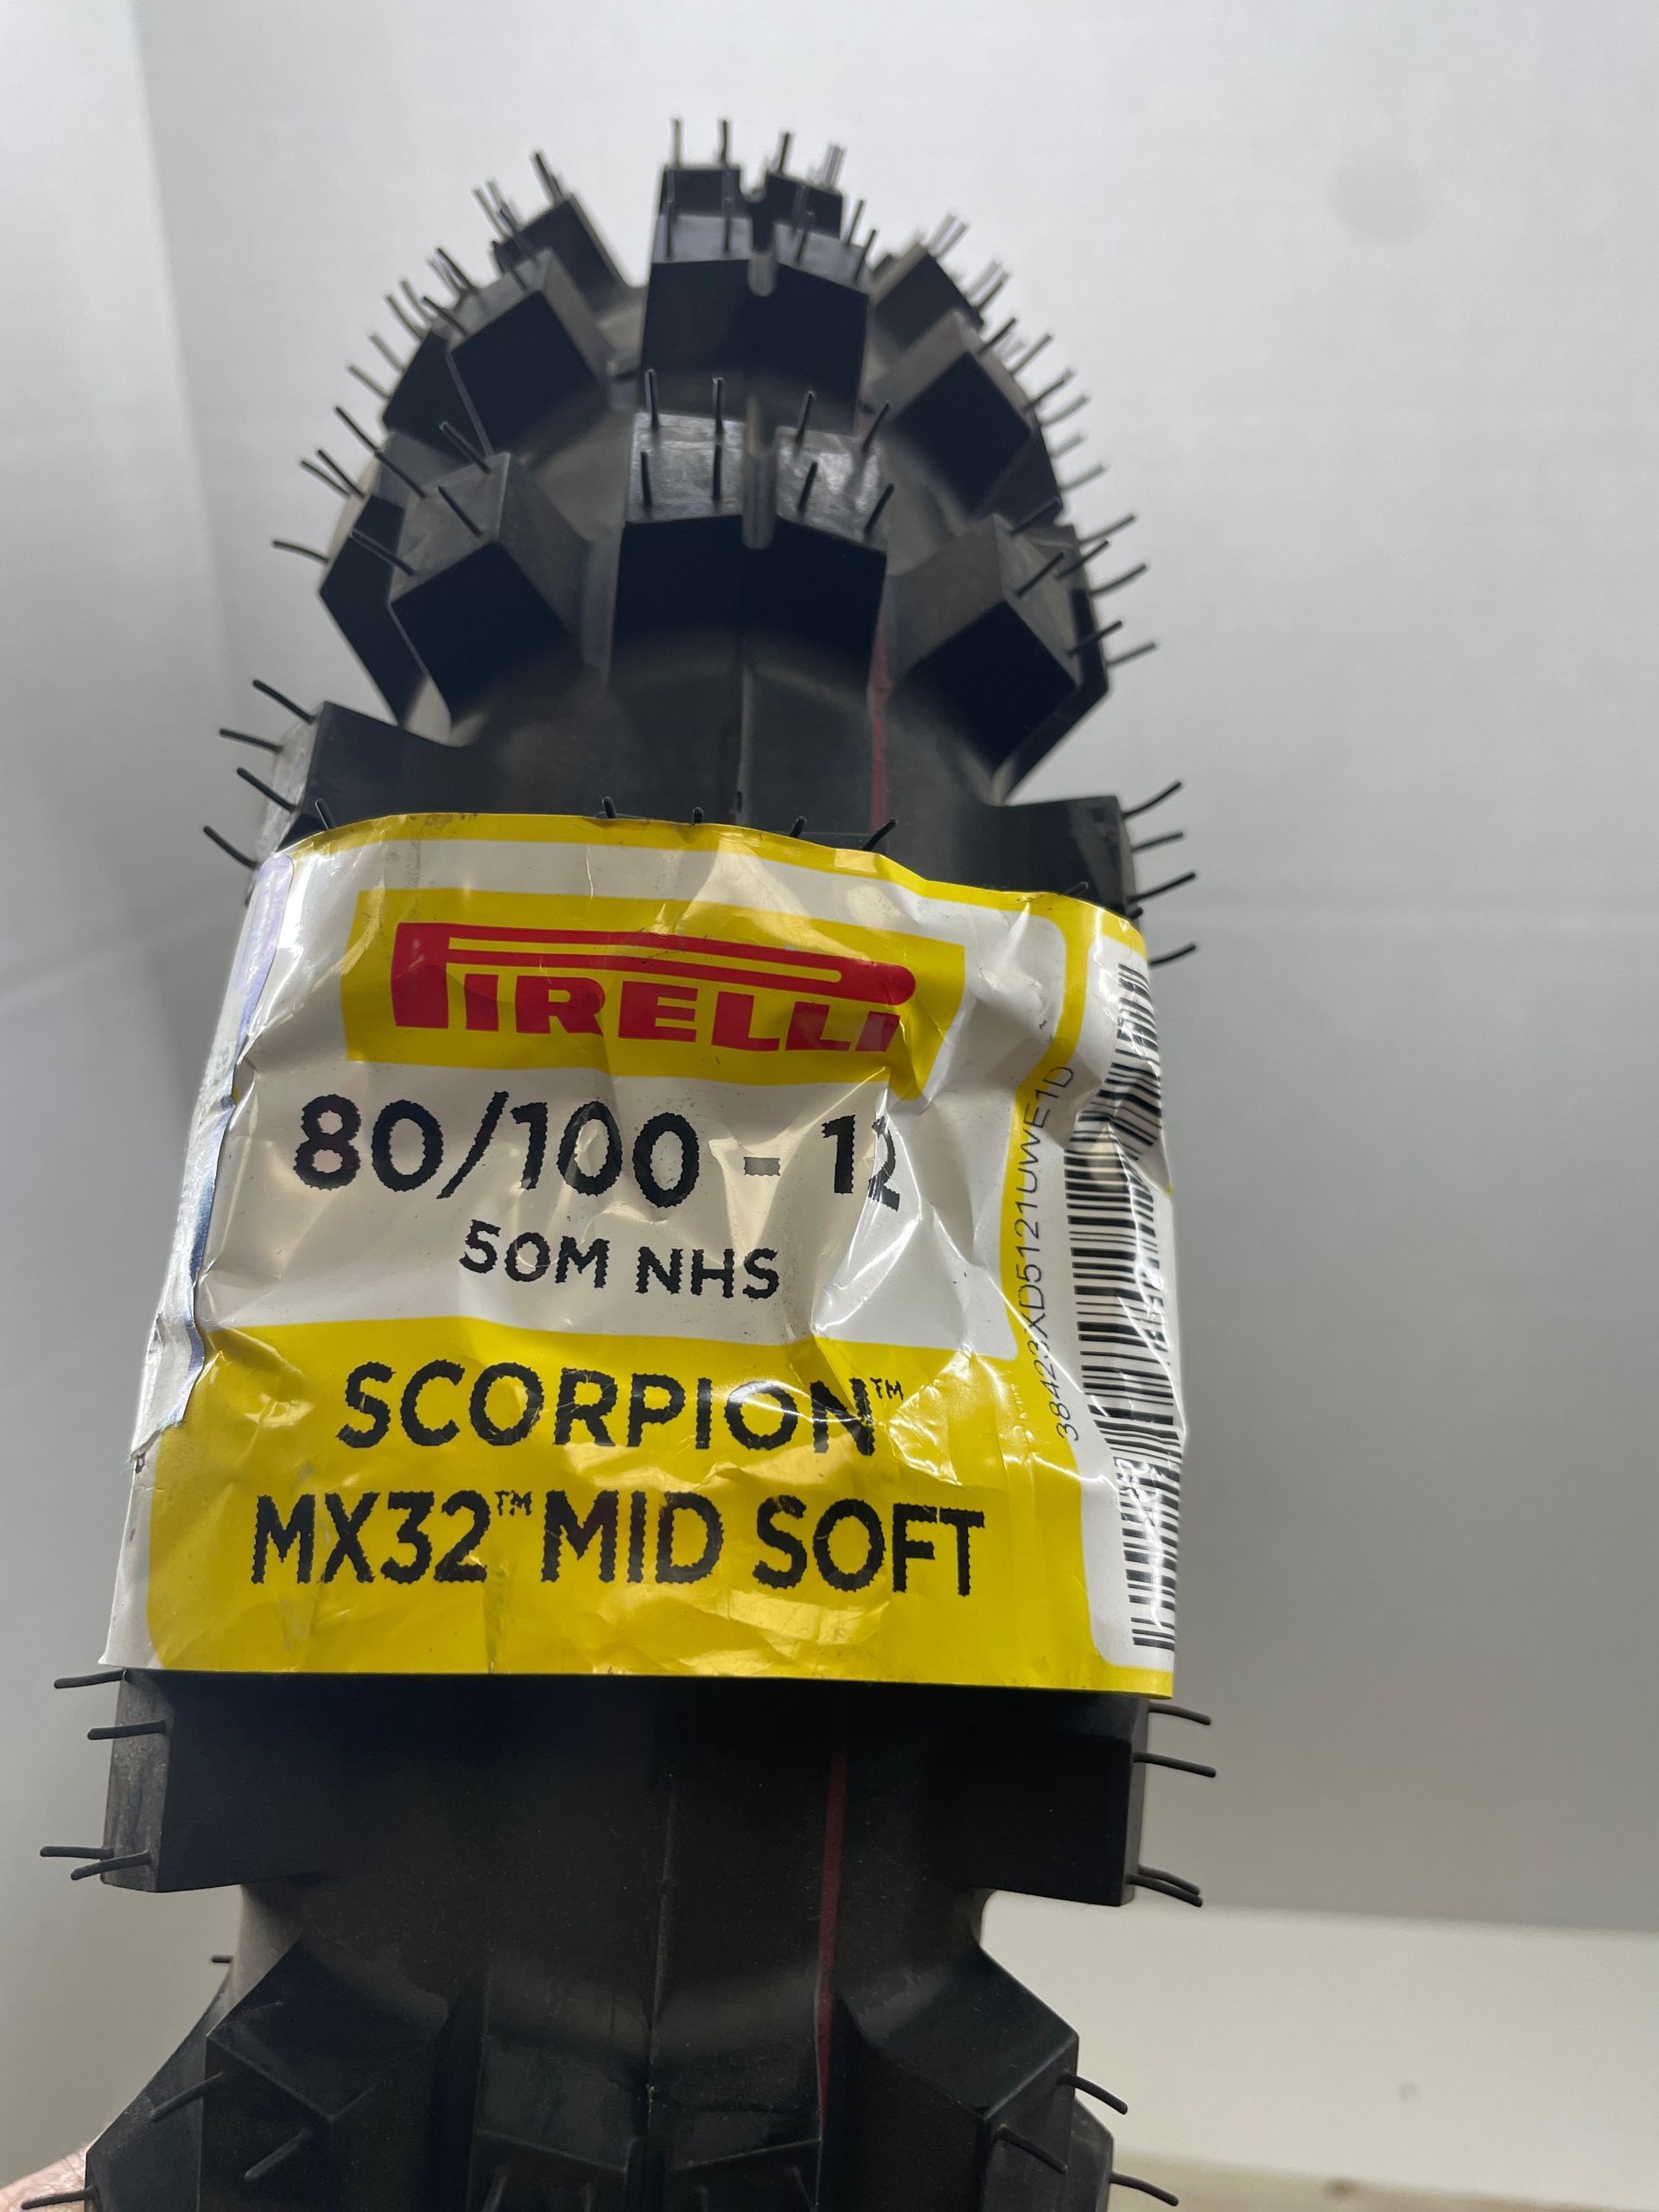 PIRELLI
80/100 - 12
50M NHS
SCORPION™
MX32™ MID SOFT